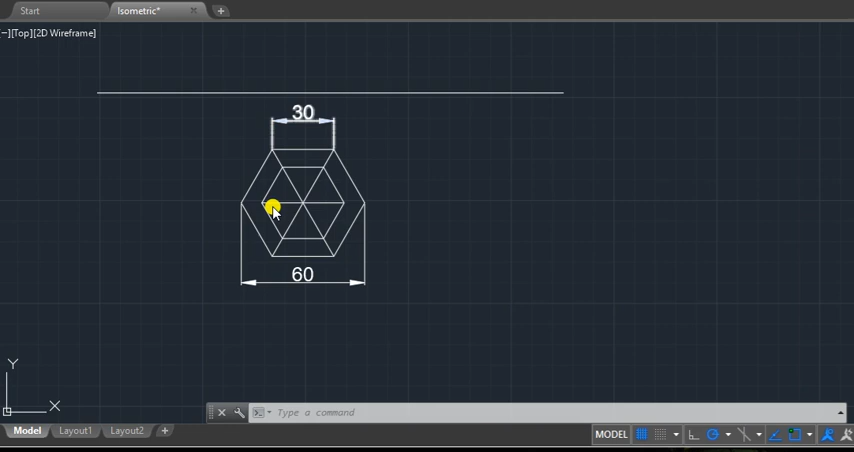 Start
Isometric*
−][Top][2D Wireframe]
30
60
Y
X
Type a command
Model
Layout1
Layout2
MODEL